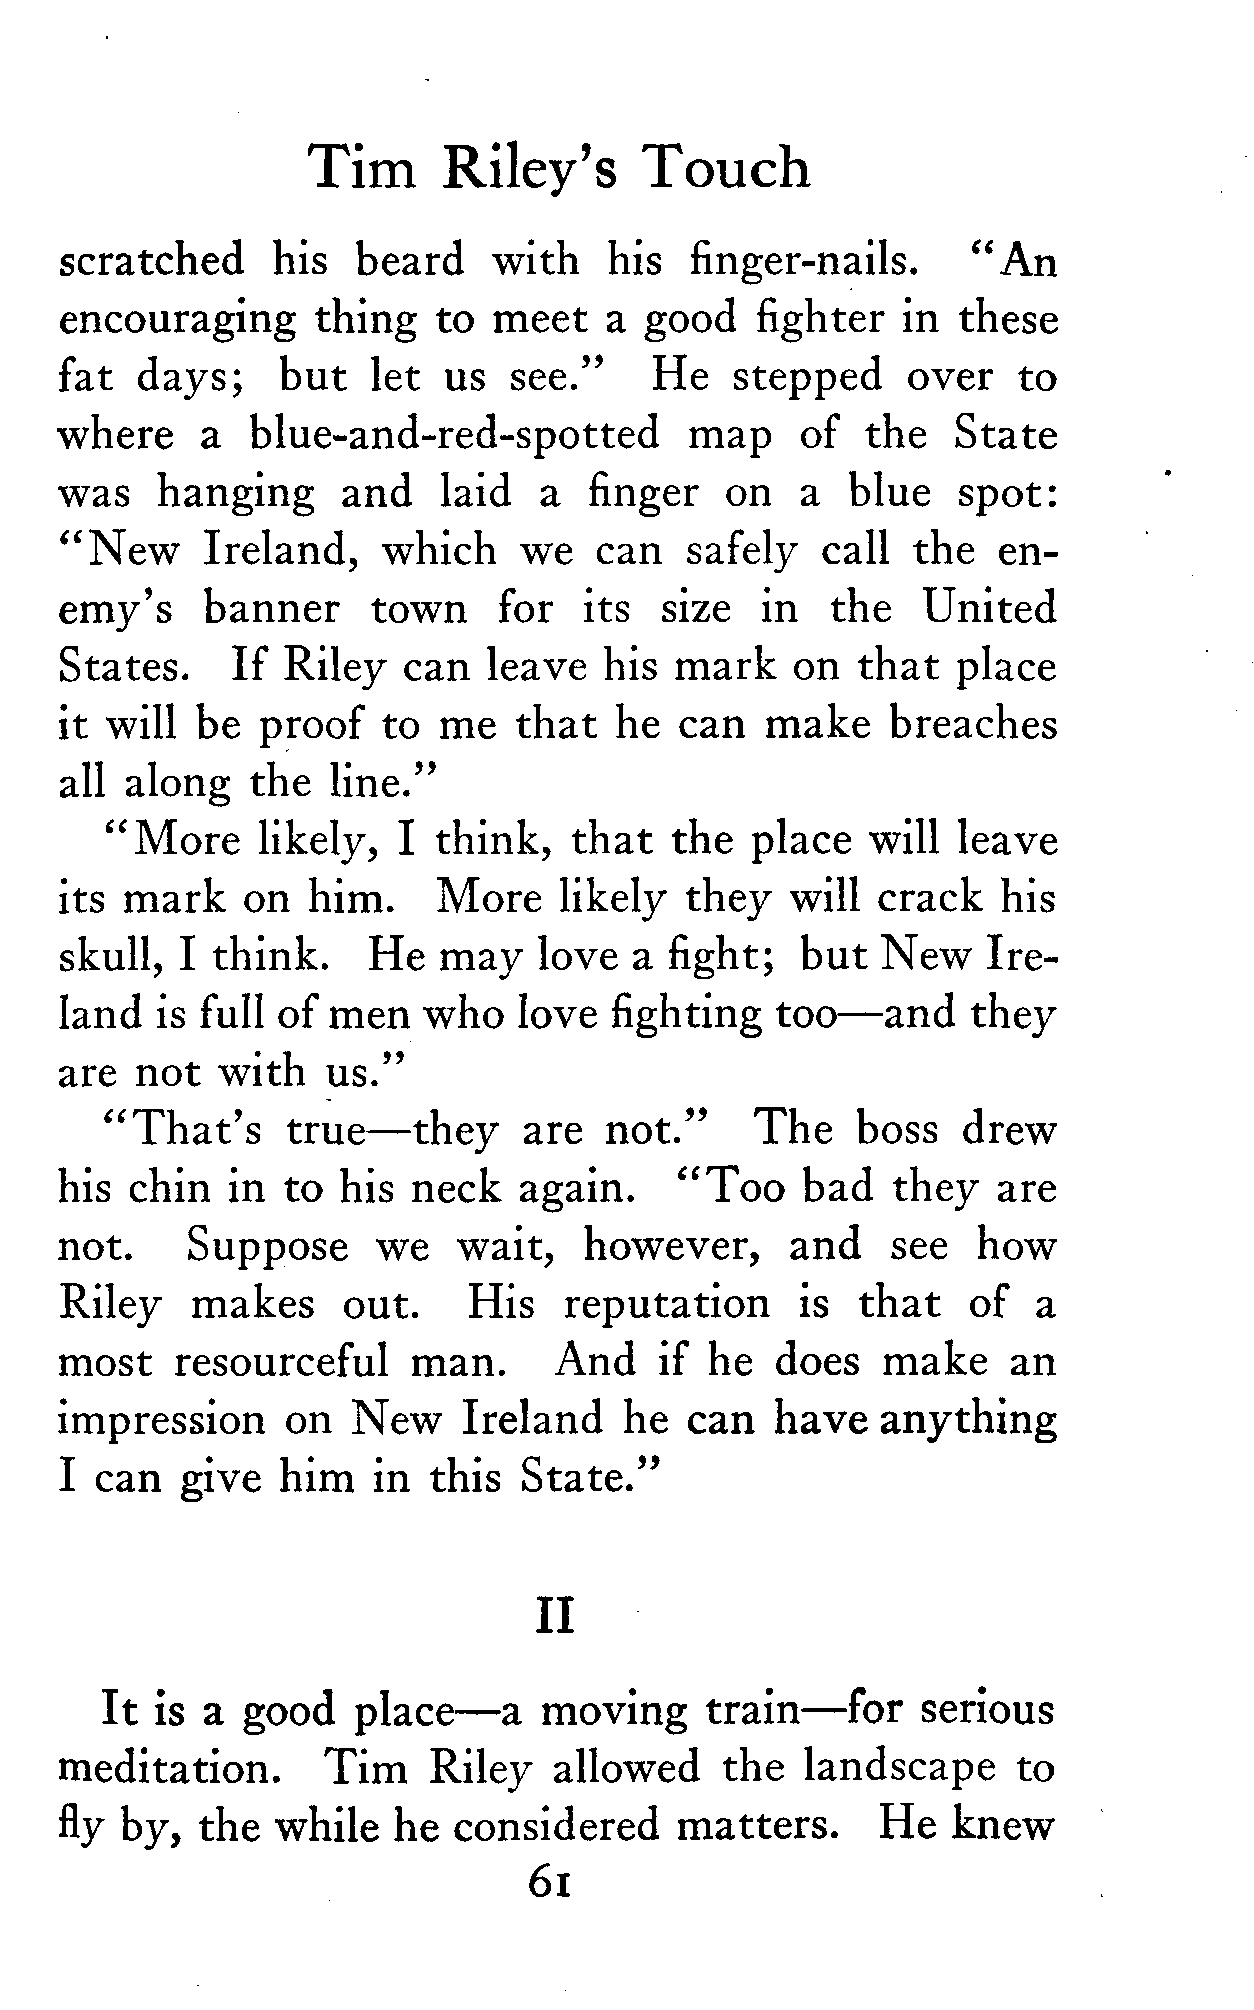 Tim Riley's Touch
scratched his beard with his finger-nails. "An
encouraging thing to meet a good fighter in these
fat days; but let us see." He stepped over to
where a blue-and-red-spotted map of the State
was hanging and laid a finger on a blue spot:
"New Ireland, which we can safely call the en-
emy's banner town for its size in the United
States. If Riley can leave his mark on that place
it will be proof to me that he can make breaches
all along the line."
"More likely, I think, that the place will leave
its mark on him. More likely they will crack his
skull, I think. He may love a fight; but New Ire-
land is full of men who love fighting too—and they
are not with us."
"That's true—they are not." The boss drew
his chin in to his neck again. "Too bad they are
not. Suppose we wait, however, and see how
Riley makes out. His reputation is that of a
most resourceful man. And if he does make an
impression on New Ireland he can have anything
I can give him in this State."
II
It is a good place—a moving train—for serious
meditation. Tim Riley allowed the landscape to
fly by, the while he considered matters. He knew
61